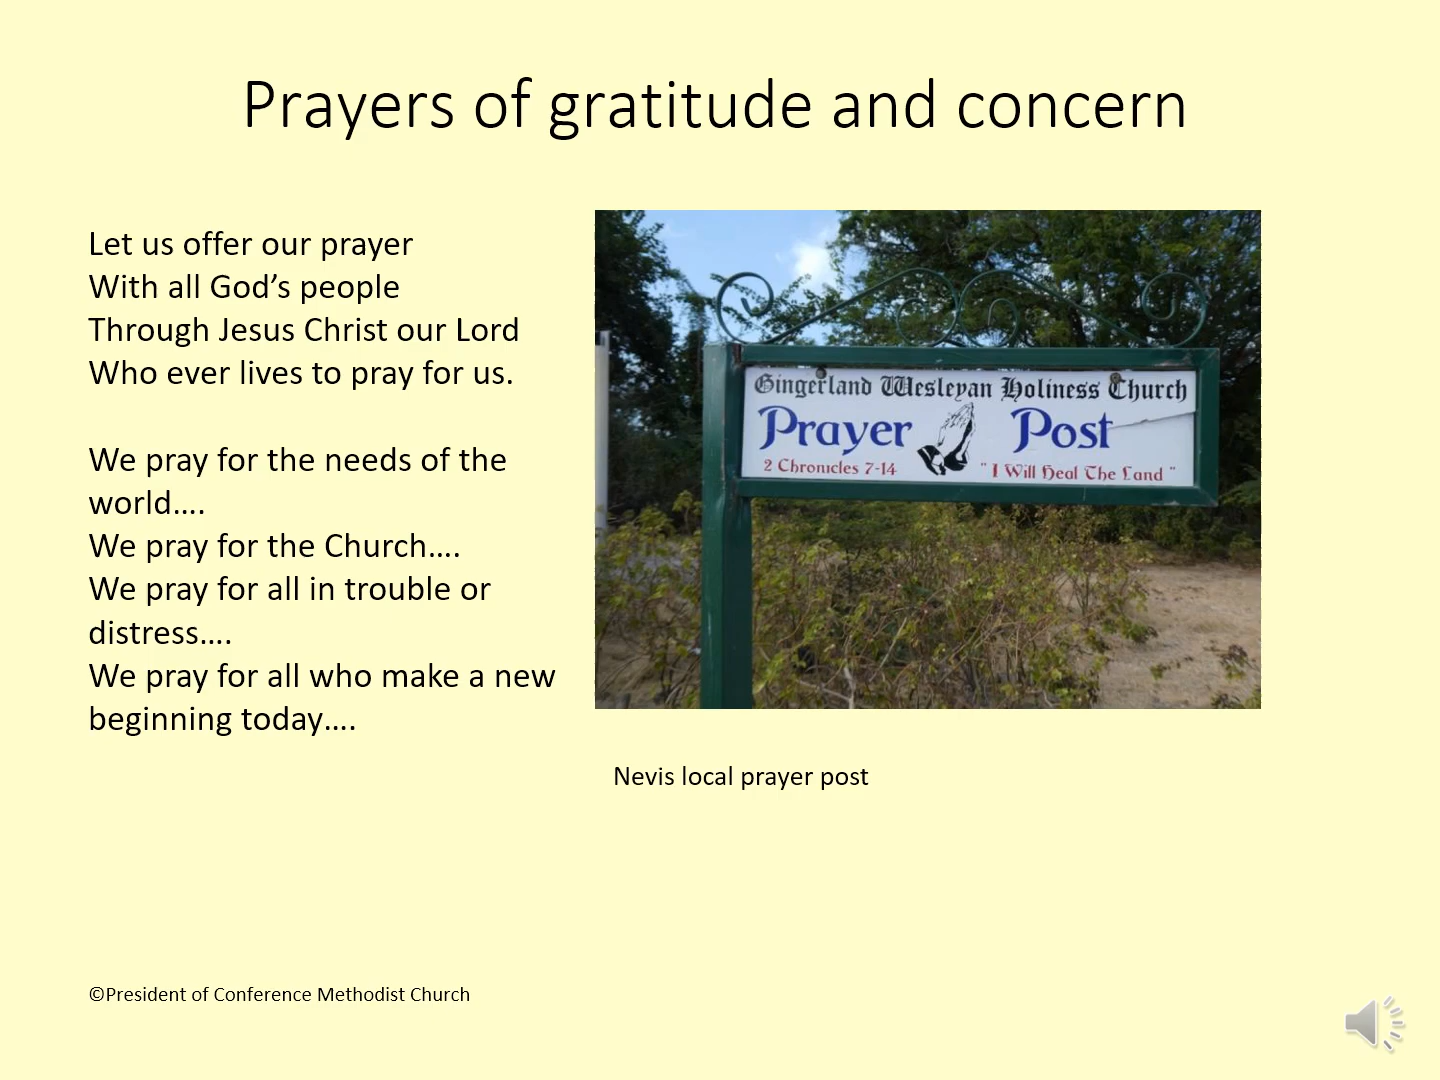 Prayers of gratitude and concern
Let us offer our prayer
With all God’s people
Through Jesus Christ our Lord
Who ever lives to pray for us.
We pray for the needs of the
world….
We pray for the Church….
We pray for all in trouble or
distress….
We pray for all who make a new
beginning today….
Gingerland Wesleyan Holiness Church
Prayer Post
2 Chronicles 7-14 " I Will Heal The Land "
Nevis local prayer post
©President of Conference Methodist Church